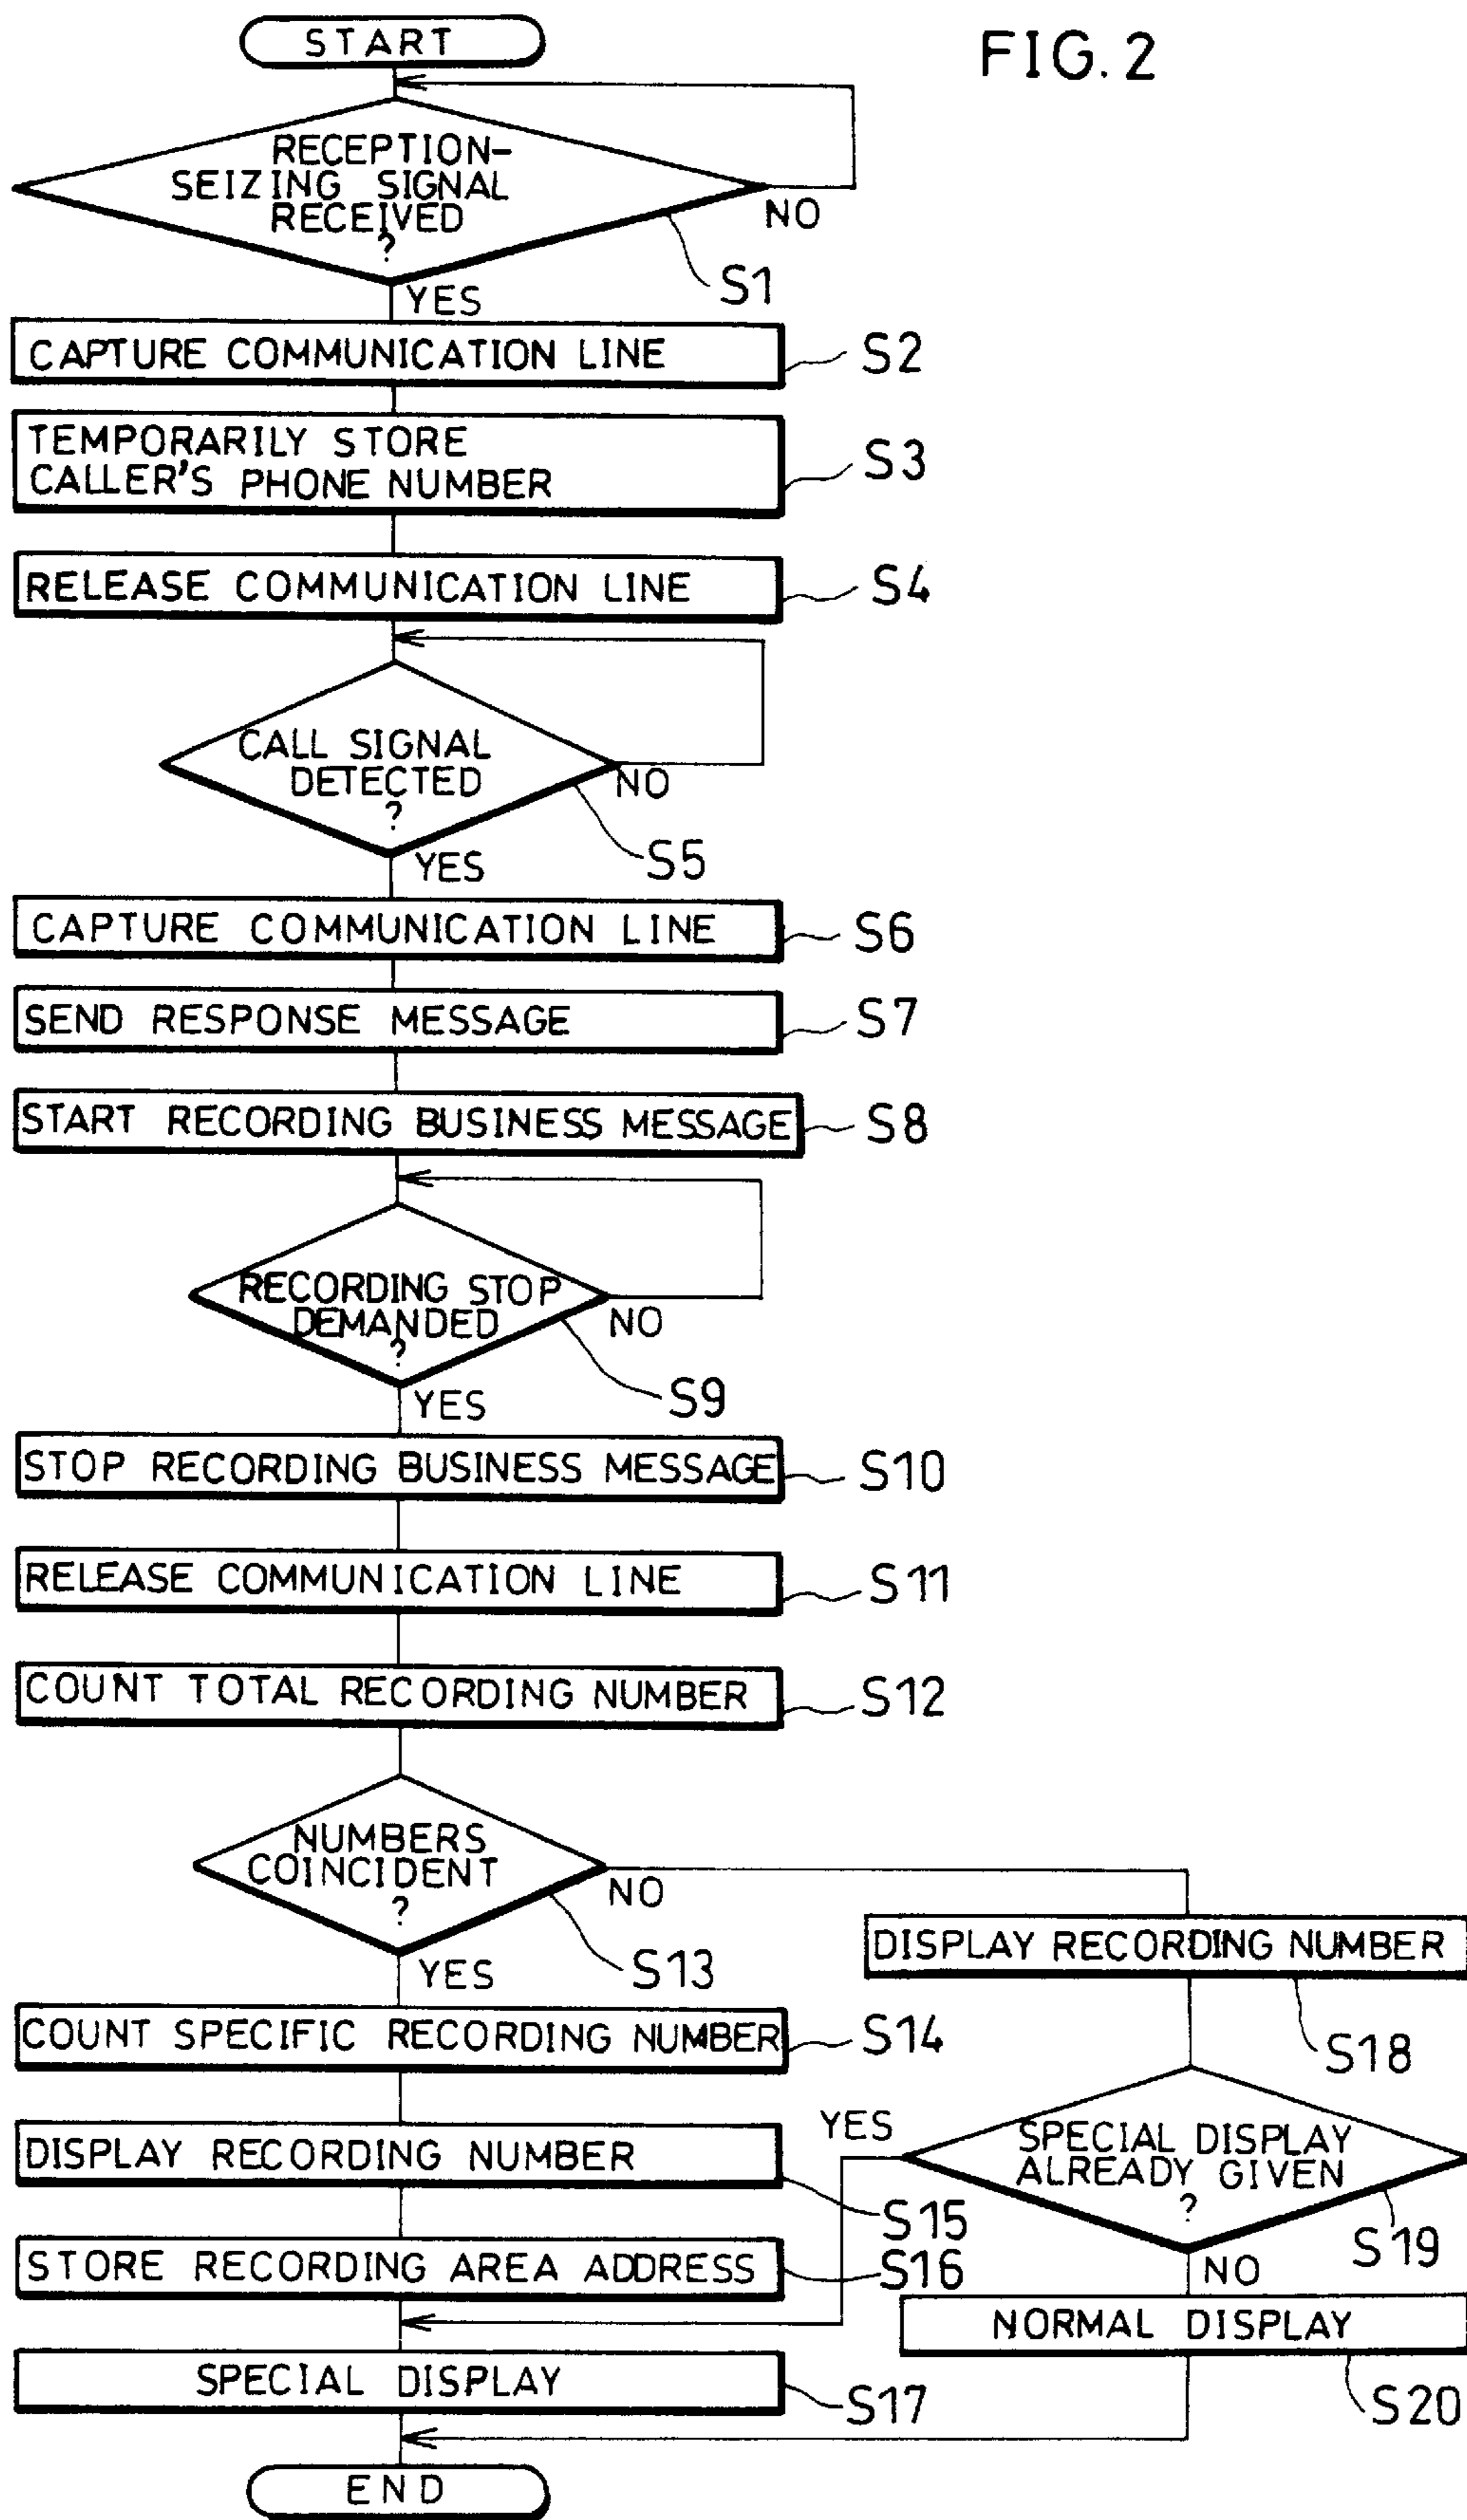 START
FIG. 2
RECEPTION-
SEIZING SIGNAL
RECEIVED
?
NO
S1
YES
CAPTURE COMMUNICATION LINE
S2
TEMPORARILY STORE
CALLER'S PHONE NUMBER
S3
RELEASE COMMUNICATION LINE
S4
CALL SIGNAL
DETECTED
?
NO
S5
YES
CAPTURE COMMUNICATION LINE
S6
SEND RESPONSE MESSAGE
S7
START RECORDING BUSINESS MESSAGE
S8
RECORDING STOP
DEMANDED
?
NO
S9
YES
STOP RECORDING BUSINESS MESSAGE
S10
RELEASE COMMUNICATION LINE
S11
COUNT TOTAL RECORDING NUMBER
S12
NUMBERS
COINCIDENT
?
NO
S13
YES
COUNT SPECIFIC RECORDING NUMBER
S14
DISPLAY RECORDING NUMBER
S15
STORE RECORDING AREA ADDRESS
S16
SPECIAL DISPLAY
S17
DISPLAY RECORDING NUMBER
S18
YES
SPECIAL DISPLAY
ALREADY GIVEN
?
S19
NO
NORMAL DISPLAY
S20
END